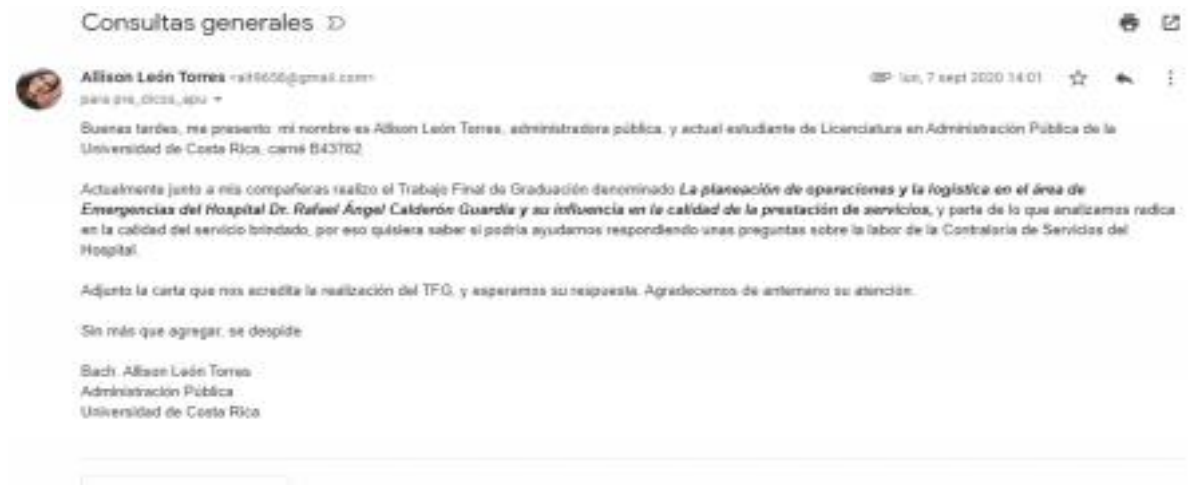 Consultas generales
Allison León Torres
lun, 7 sept 2020 14:01
para
Buenas tardes, me presento: mi nombre es Allison León Torres, administradora pública, y actual estudiante de Licenciatura en Administración Pública de la
Universidad de Costa Rica, carné B43762
Actualmente junto a mis compañeras realizo el Trabajo Final de Graduación denominado La planeación de operaciones y la logística en el área de
Emergencias del Hospital Dr. Rafael Ángel Calderón Guardia y su influencia en la calidad de la prestación de servicios, y parte de lo que analizamos radica
en la calidad del servicio brindado, por eso quisiera saber si podría ayudarnos respondiendo unas preguntas sobre la labor de la Contraloría de Servicios del
Hospital.
Adjunto la carta que nos acredita la realización del TFG, y esperamos su respuesta. Agradecemos de antemano su atención.
Sin más que agregar, se despide
Bach. Allison León Torres
Administración Pública
Universidad de Costa Rica